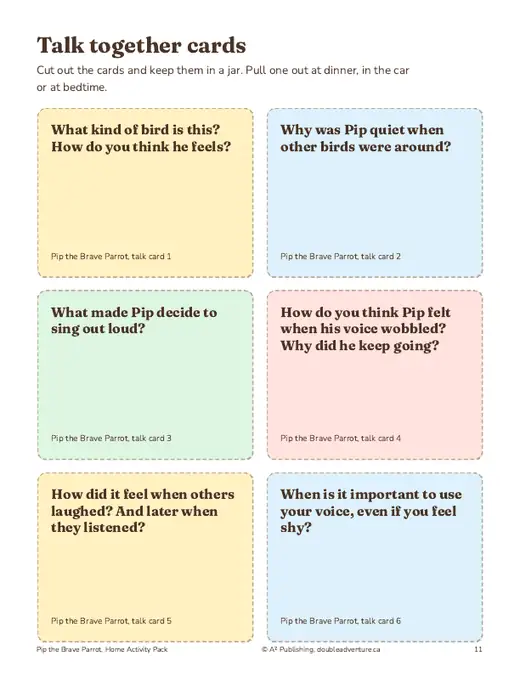 Talk together cards
Cut out the cards and keep them in a jar. Pull one out at dinner, in the car
or at bedtime.
What kind of bird is this?
How do you think he feels?
Pip the Brave Parrot, talk card 1
Why was Pip quiet when
other birds were around?
Pip the Brave Parrot, talk card 2
What made Pip decide to
sing out loud?
Pip the Brave Parrot, talk card 3
How do you think Pip felt
when his voice wobbled?
Why did he keep going?
Pip the Brave Parrot, talk card 4
How did it feel when others
laughed? And later when
they listened?
Pip the Brave Parrot, talk card 5
When is it important to use
your voice, even if you feel
shy?
Pip the Brave Parrot, talk card 6
Pip the Brave Parrot, Home Activity Pack
© A² Publishing, doubleadventure.ca
11